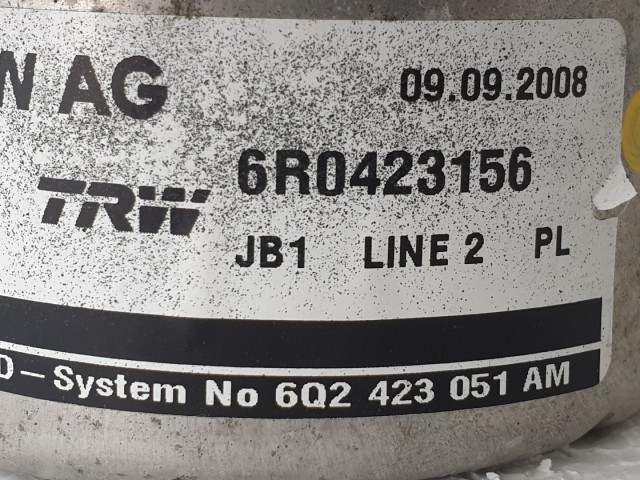 AG
09.09.2008
6R0423156
TRW
JB1 LINE 2 PL
–System No 6Q2 423 051 AM